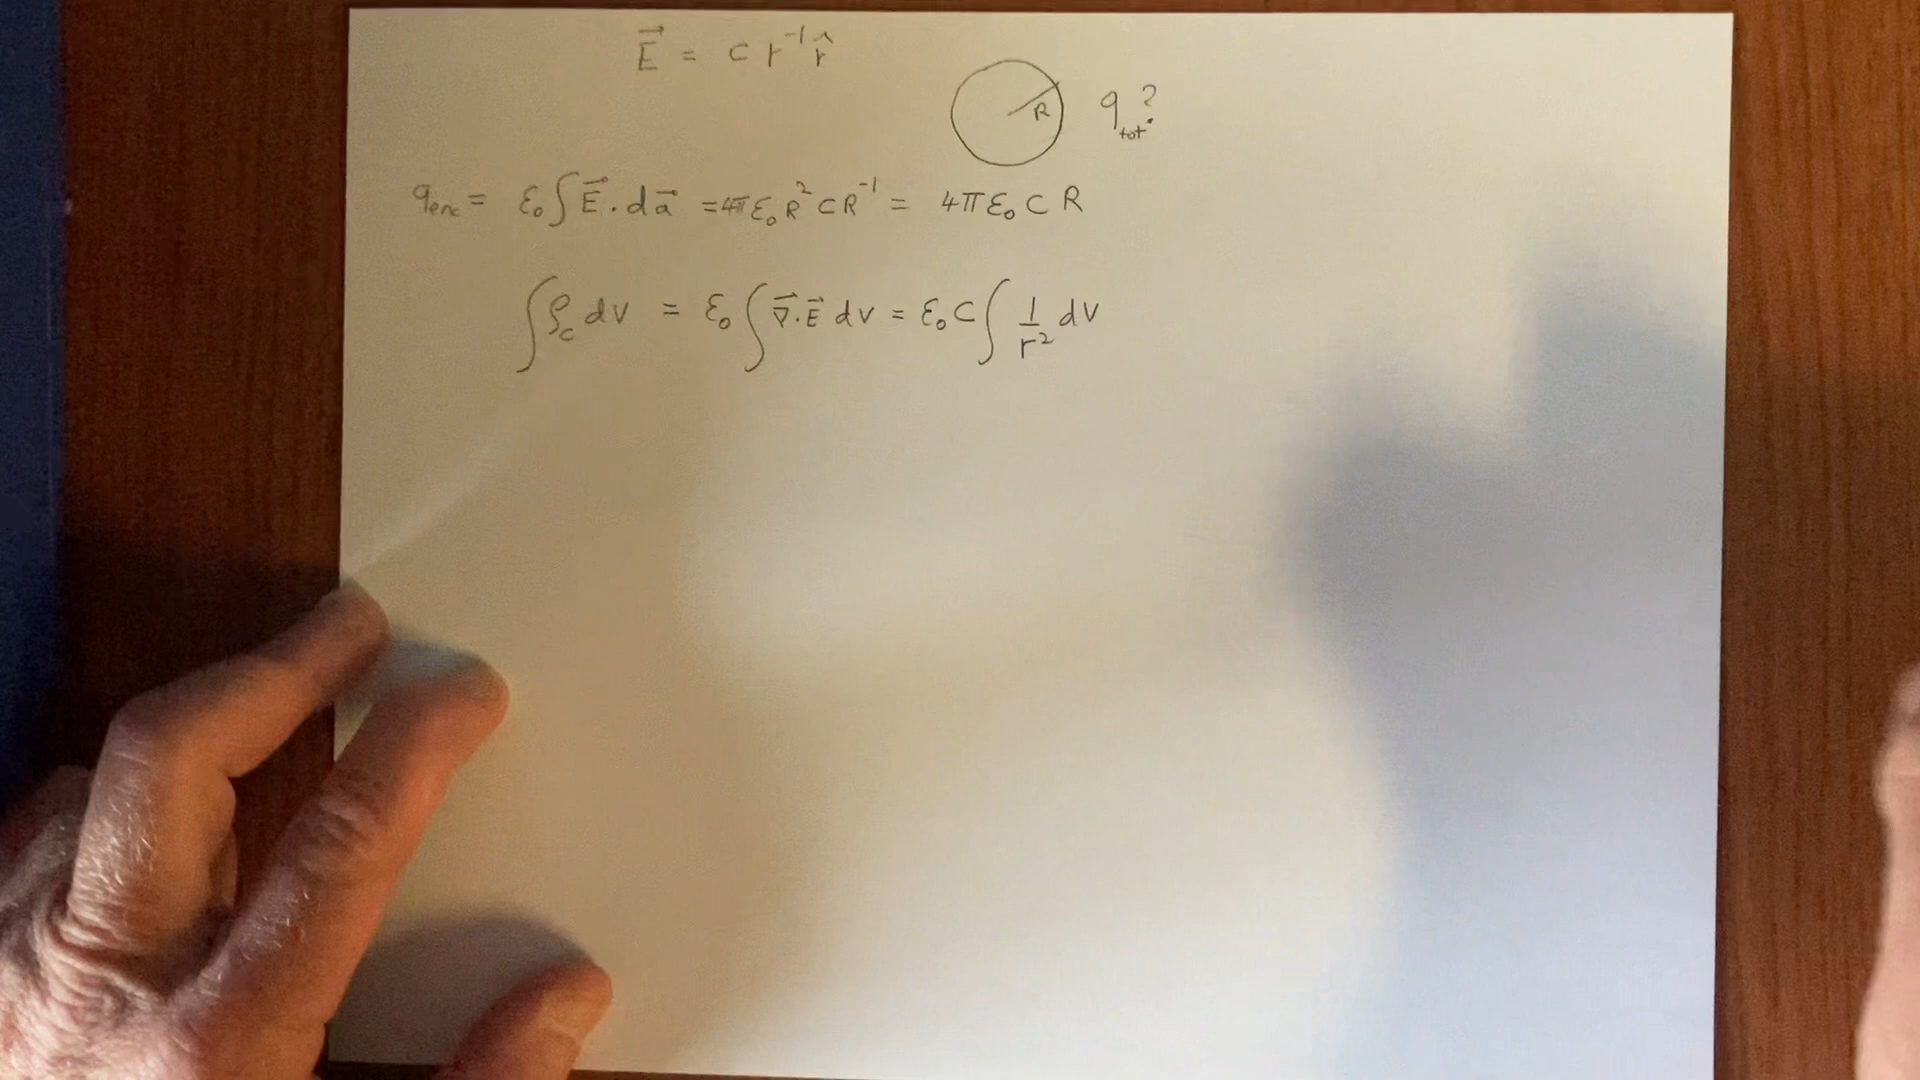 E⃗ = c r⁻¹ r̂
R
q_tot?
q_enc = ε₀ ∫ E⃗ · da⃗ = 4π ε₀ R² C R⁻¹ = 4π ε₀ C R
∫ ρ_c dv = ε₀ ∫ ∇⃗ · E⃗ dv = ε₀ C ∫ 1/r² dv